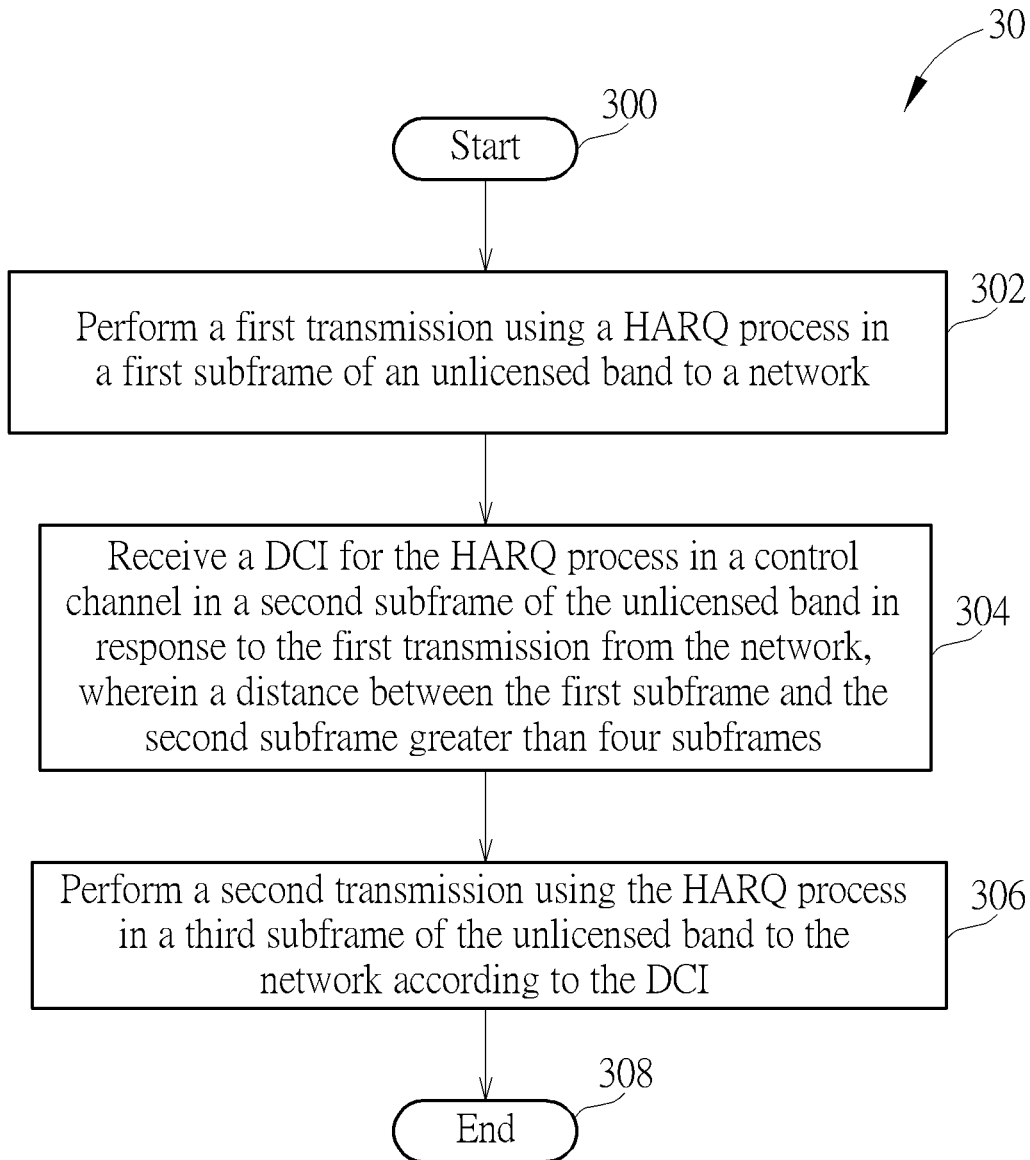 30
300
Start
302
Perform a first transmission using a HARQ process in
a first subframe of an unlicensed band to a network
304
Receive a DCI for the HARQ process in a control
channel in a second subframe of the unlicensed band in
response to the first transmission from the network,
wherein a distance between the first subframe and the
second subframe greater than four subframes
306
Perform a second transmission using the HARQ process
in a third subframe of the unlicensed band to the
network according to the DCI
308
End